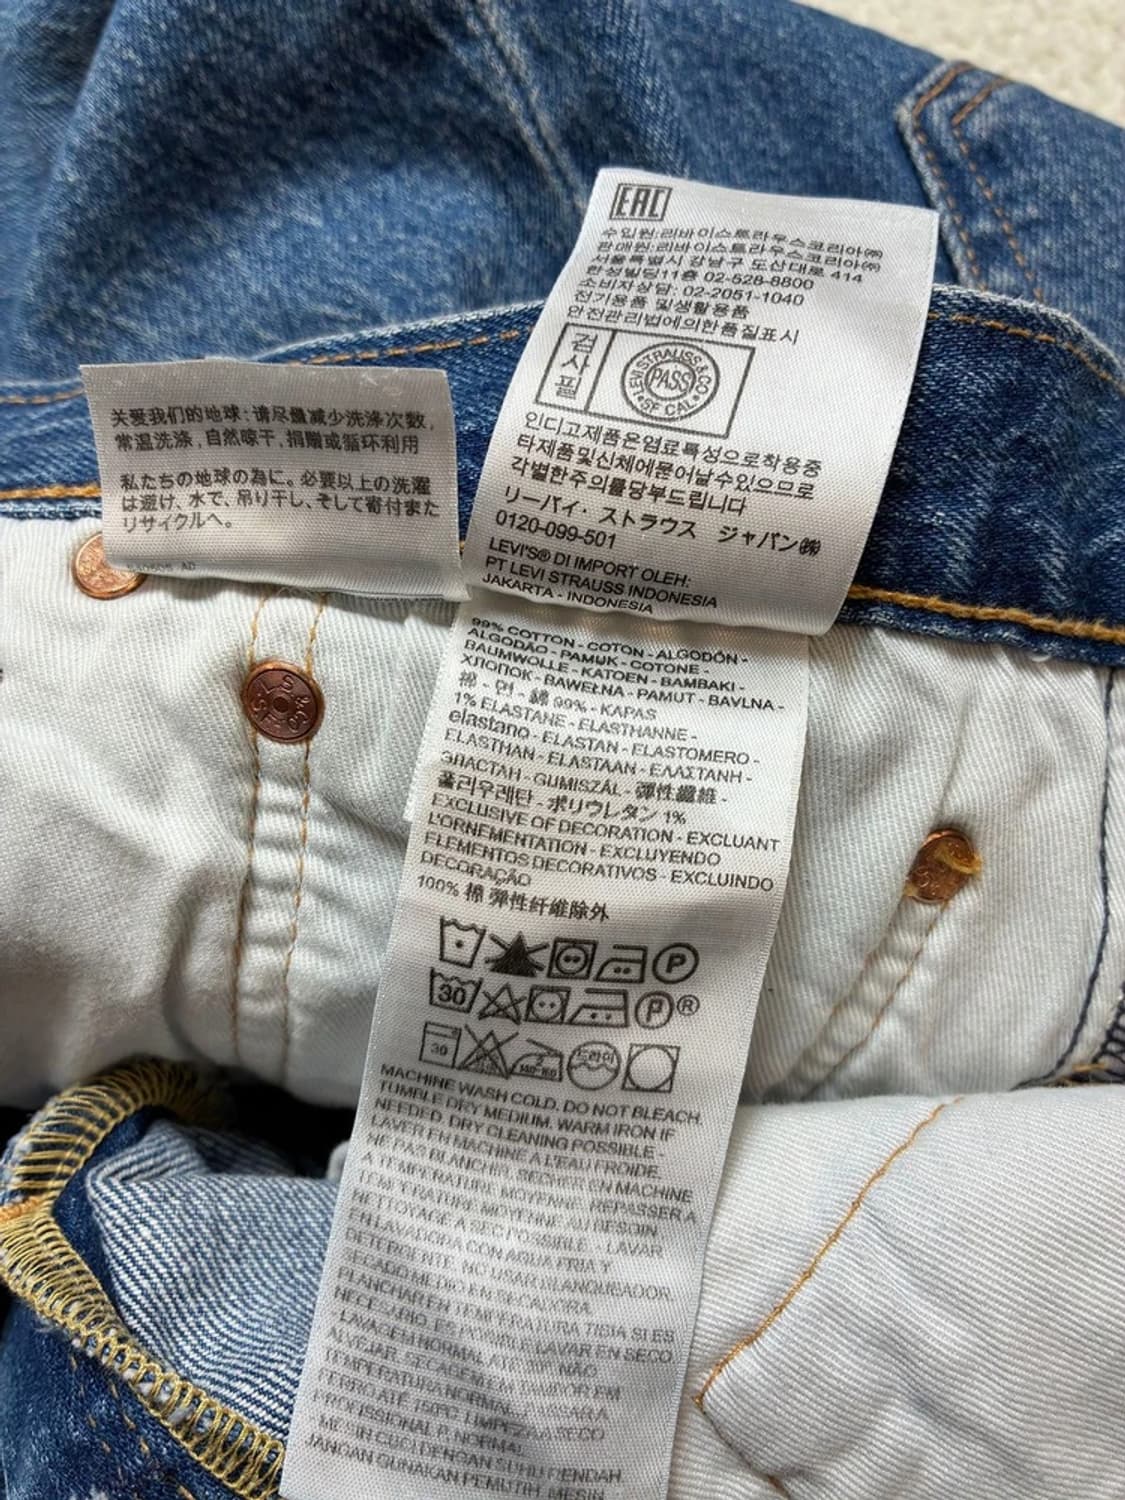 关爱我们的地球:请尽量减少洗涤次数,
常温洗涤,自然晾干,捐赠或循环利用
私たちの地球の為に。必要以上の洗濯
は避け、水で、吊り干し、そして寄付また
リサイクルへ。
EAC
수입원:리바이스트라우스코리아㈜
판매원:리바이스트라우스코리아㈜
서울특별시 강남구 도산대로 414
한성빌딩11층 02-528-8800
소비자상담: 02-2051-1040
전기용품 및생활용품
안전관리법에의한품질표시
검사필
LEVI STRAUSS & CO
PASS
SF CAL
인디고제품은염료특성으로착용중
타제품및신체에묻어날수있으므로
각별한주의를당부드립니다
リーバイ・ストラウス ジャパン㈱
0120-099-501
LEVI'S® DI IMPORT OLEH:
PT LEVI STRAUSS INDONESIA
JAKARTA - INDONESIA
99% COTTON - COTON - ALGODÓN -
ALGODÃO - PAMUK - COTONE -
BAUMWOLLE - KATOEN - BAMBAKI -
ХЛОПОК - BAWEŁNA - PAMUT - BAVLNA -
棉 - 면 - 綿 99% - KAPAS
1% ELASTANE - ELASTHANNE -
elastano - ELASTAN - ELASTOMERO -
ELASTHAN - ELASTAAN - ΕΛΑΣΤΑΝΗ -
ЭЛАСТАН - GUMISZÁL - 彈性纖維 -
폴리우레탄 - ポリウレタン 1%
EXCLUSIVE OF DECORATION - EXCLUANT
L'ORNEMENTATION - EXCLUYENDO
ELEMENTOS DECORATIVOS - EXCLUINDO
DECORAÇÃO
100% 棉 弹性纤维除外
P
30 P®
30 2 140-160 드라이
MACHINE WASH COLD. DO NOT BLEACH.
TUMBLE DRY MEDIUM. WARM IRON IF
NEEDED. DRY CLEANING POSSIBLE -
LAVER EN MACHINE A L'EAU FROIDE.
NE PAS BLANCHIR. SECHER EN MACHINE
A TEMPERATURE MOYENNE. REPASSER A
TEMPERATURE MOYENNE AU BESOIN.
NETTOYAGE A SEC POSSIBLE - LAVAR
EN LAVADORA CON AGUA FRIA Y
DETERGENTE. NO USAR BLANQUEADOR.
SECADO MEDIO EN SECADORA.
PLANCHAR EN TEMPERATURA TIBIA SI ES
NECESARIO. ES POSIBLE LAVAR EN SECO
- LAVAGEM NORMAL ATÉ 30°. NÃO
ALVEJAR. SECAGEM EM TAMBOR EM
TEMPERATURA NORMAL.
FERRO ATÉ 150°C. LIMPEZA A SECO
PROFISSIONAL P. NORMAL
MESIN CUCI DENGAN SUHU RENDAH.
JANGAN GUNAKAN PEMUTIH. MESIN